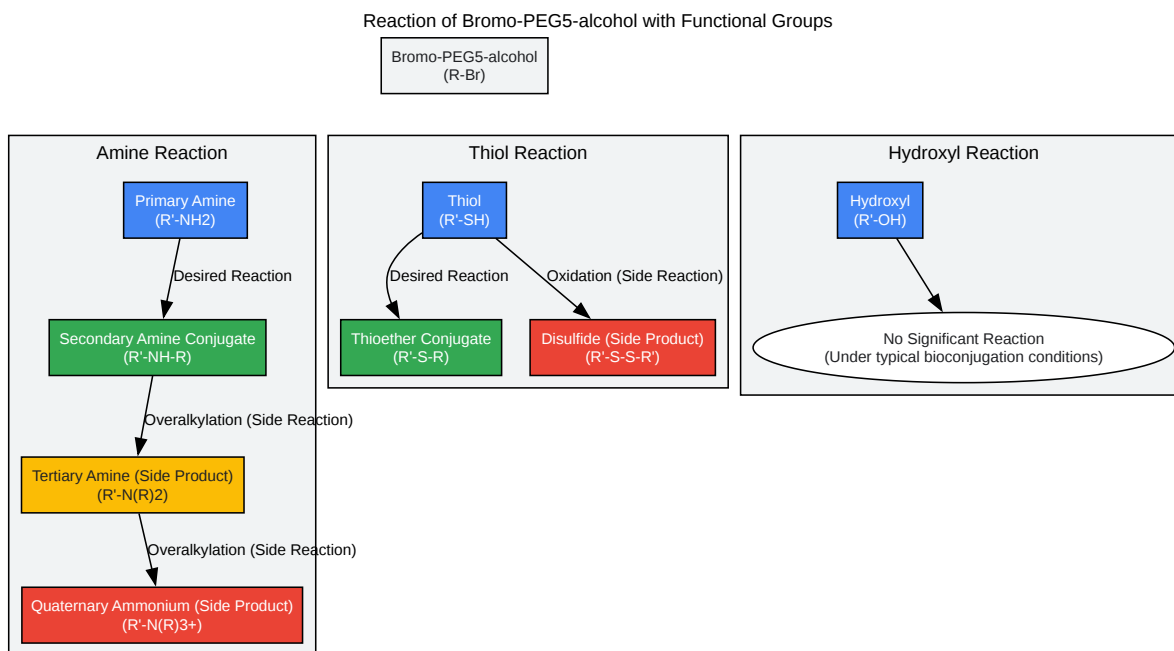 Reaction of Bromo-PEG5-alcohol with Functional Groups
Bromo-PEG5-alcohol
(R-Br)
Amine Reaction
Primary Amine
(R'-NH2)
Desired Reaction
Secondary Amine Conjugate
(R'-NH-R)
Overalkylation (Side Reaction)
Tertiary Amine (Side Product)
(R'-N(R)2)
Overalkylation (Side Reaction)
Quaternary Ammonium (Side Product)
(R'-N(R)3+)
Thiol Reaction
Thiol
(R'-SH)
Desired Reaction
Oxidation (Side Reaction)
Thioether Conjugate
(R'-S-R)
Disulfide (Side Product)
(R'-S-S-R')
Hydroxyl Reaction
Hydroxyl
(R'-OH)
No Significant Reaction
(Under typical bioconjugation conditions)